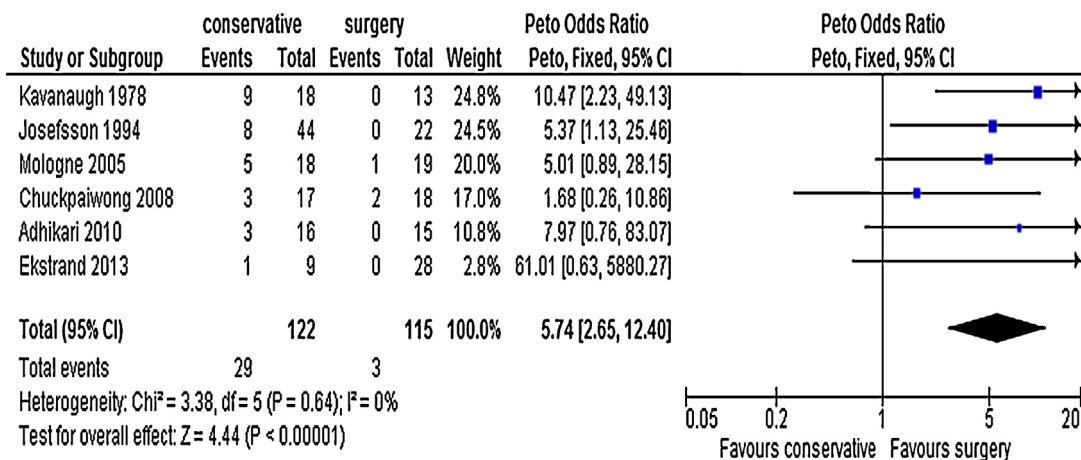 conservative surgery Peto Odds Ratio Peto Odds Ratio
Study or Subgroup Events Total Events Total Weight Peto, Fixed, 95% CI Peto, Fixed, 95% CI
Kavanaugh 1978 9 18 0 13 24.8% 10.47 [2.23, 49.13]
Josefsson 1994 8 44 0 22 24.5% 5.37 [1.13, 25.46]
Mologne 2005 5 18 1 19 20.0% 5.01 [0.89, 28.15]
Chuckpaiwong 2008 3 17 2 18 17.0% 1.68 [0.26, 10.86]
Adhikari 2010 3 16 0 15 10.8% 7.97 [0.76, 83.07]
Ekstrand 2013 1 9 0 28 2.8% 61.01 [0.63, 5880.27]
Total (95% CI) 122 115 100.0% 5.74 [2.65, 12.40]
Total events 29 3
Heterogeneity: Chi² = 3.38, df = 5 (P = 0.64); I² = 0%
Test for overall effect: Z = 4.44 (P < 0.00001)
0.05 0.2 1 5 20
Favours conservative Favours surgery